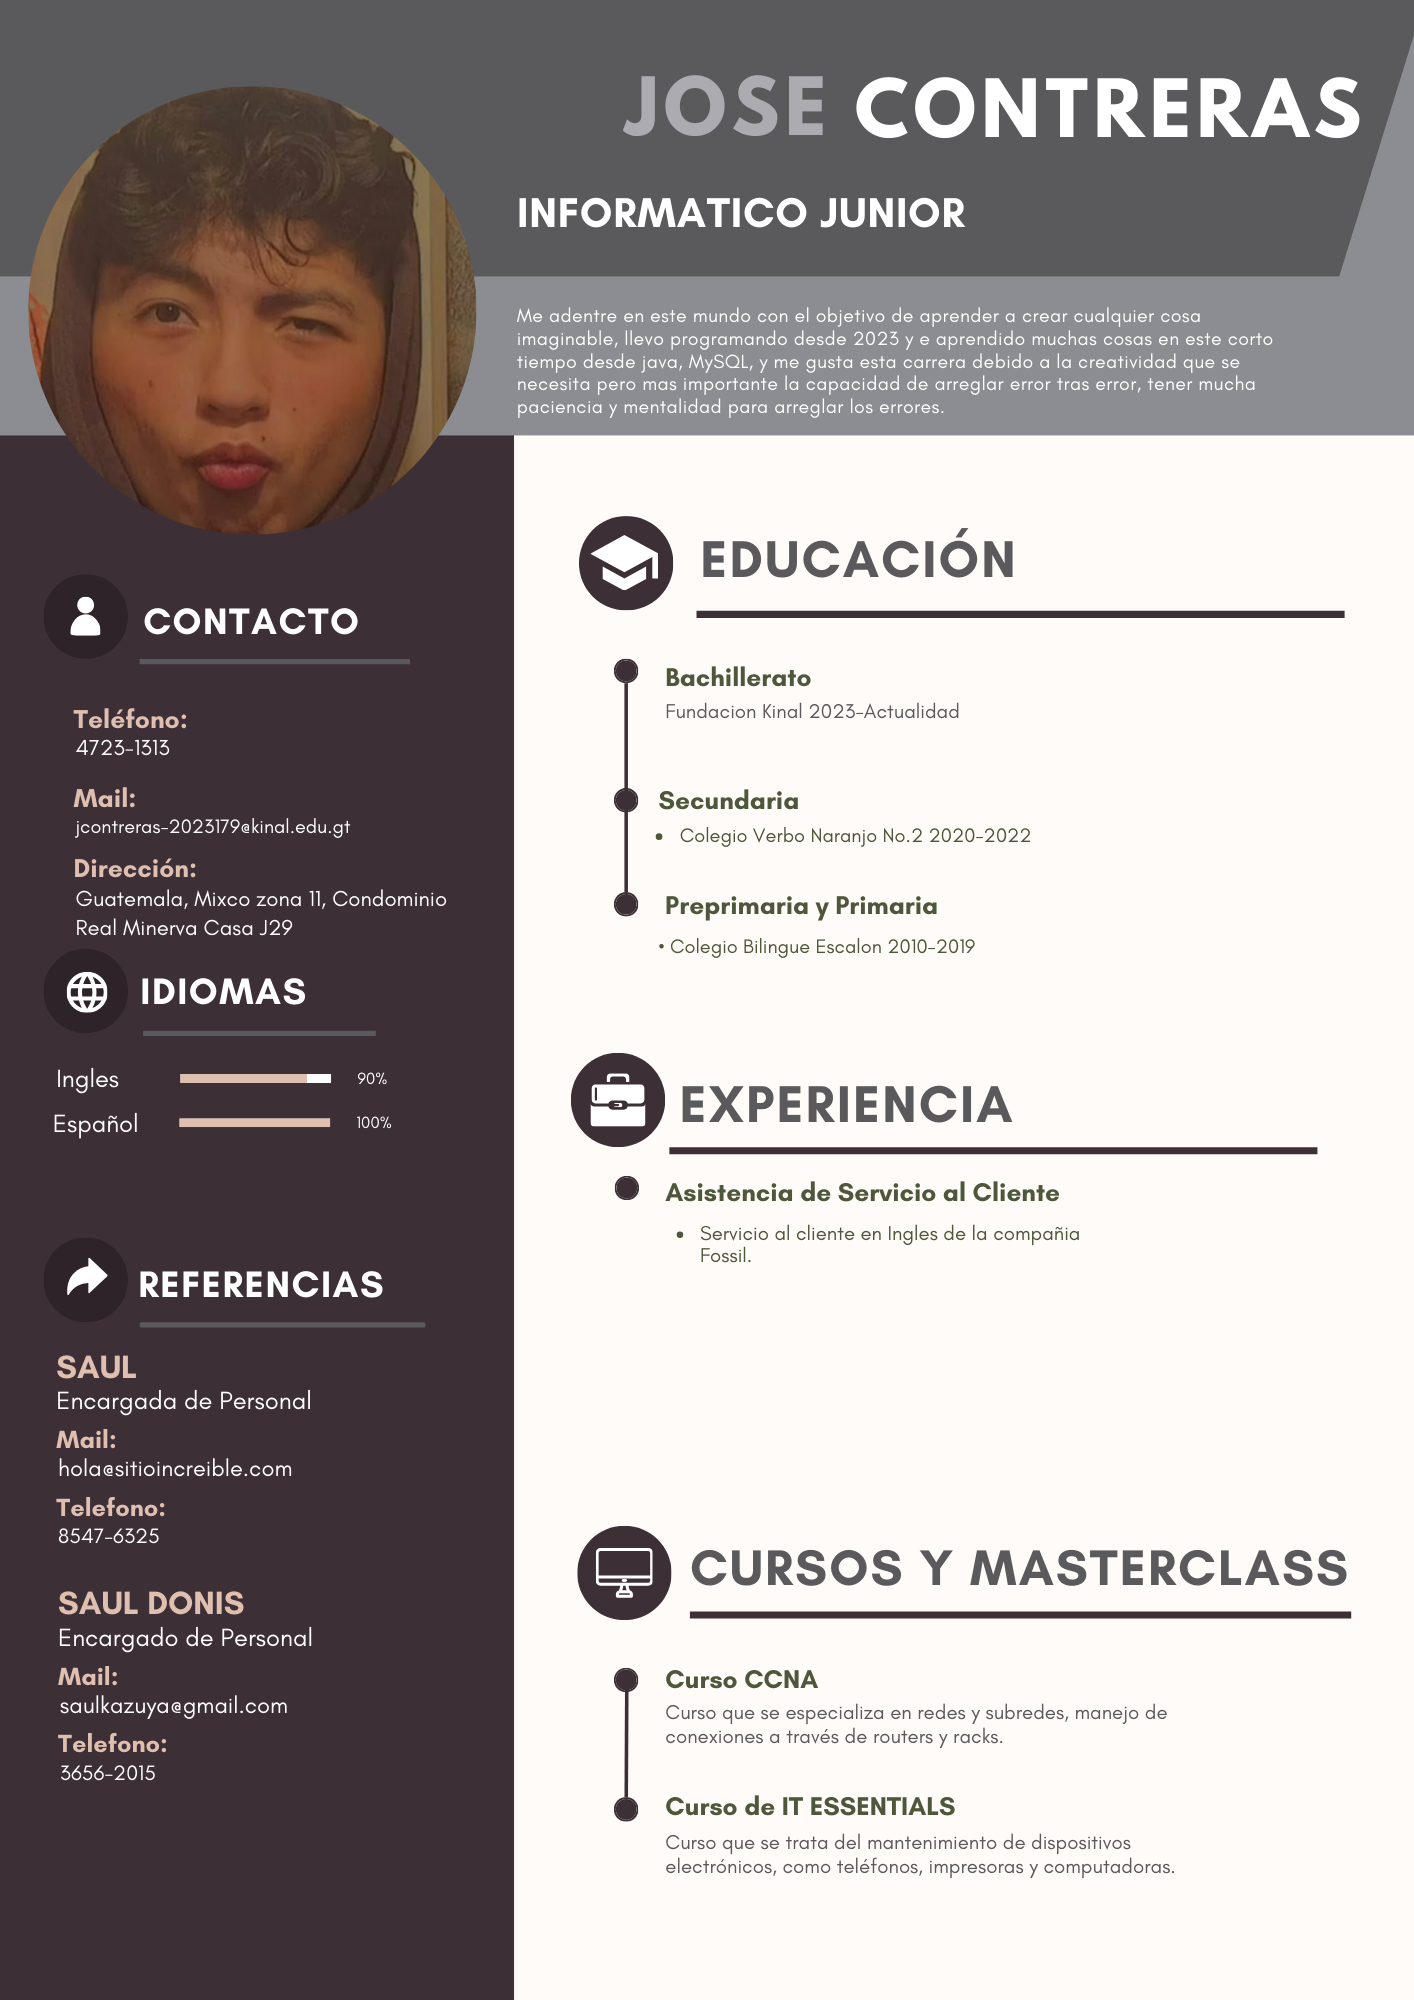 JOSE CONTRERAS
INFORMATICO JUNIOR
Me adentre en este mundo con el objetivo de aprender a crear cualquier cosa
imaginable, llevo programando desde 2023 y e aprendido muchas cosas en este corto
tiempo desde java, MySQL, y me gusta esta carrera debido a la creatividad que se
necesita pero mas importante la capacidad de arreglar error tras error, tener mucha
paciencia y mentalidad para arreglar los errores.
CONTACTO
Teléfono:
4723-1313
Mail:
jcontreras-2023179@kinal.edu.gt
Dirección:
Guatemala, Mixco zona 11, Condominio
Real Minerva Casa J29
IDIOMAS
Ingles 90%
Español 100%
REFERENCIAS
SAUL
Encargada de Personal
Mail:
hola@sitioincreible.com
Telefono:
8547-6325
SAUL DONIS
Encargado de Personal
Mail:
saulkazuya@gmail.com
Telefono:
3656-2015
EDUCACIÓN
Bachillerato
Fundacion Kinal 2023-Actualidad
Secundaria
• Colegio Verbo Naranjo No.2 2020-2022
Preprimaria y Primaria
• Colegio Bilingue Escalon 2010-2019
EXPERIENCIA
Asistencia de Servicio al Cliente
• Servicio al cliente en Ingles de la compañia
Fossil.
CURSOS Y MASTERCLASS
Curso CCNA
Curso que se especializa en redes y subredes, manejo de
conexiones a través de routers y racks.
Curso de IT ESSENTIALS
Curso que se trata del mantenimiento de dispositivos
electrónicos, como teléfonos, impresoras y computadoras.